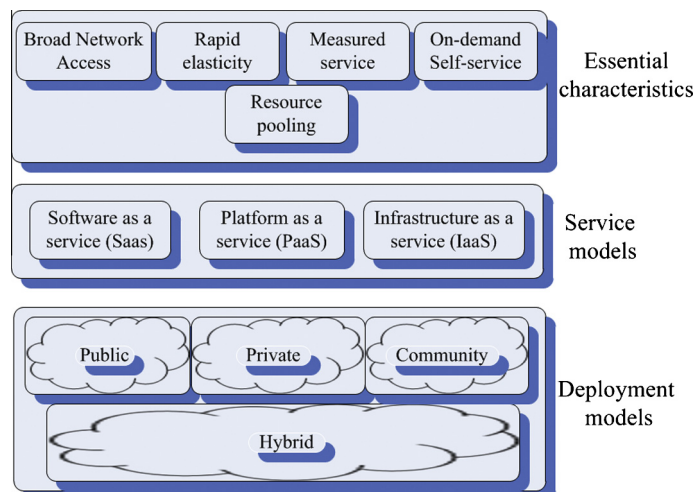 Broad Network
Access
Rapid
elasticity
Measured
service
On-demand
Self-service
Resource
pooling
Essential
characteristics
Software as a
service (Saas)
Platform as a
service (PaaS)
Infrastructure as a
service (IaaS)
Service
models
Public
Private
Community
Hybrid
Deployment
models